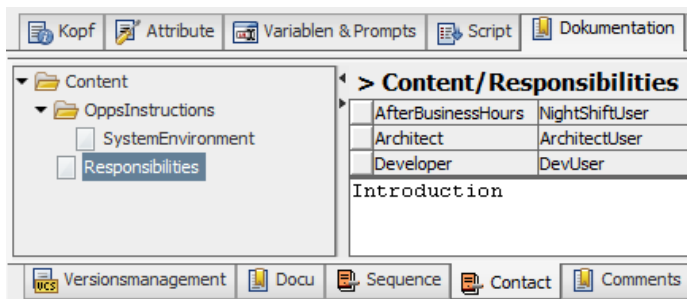 Kopf Attribute Variablen & Prompts Script Dokumentation
Content
OppsInstructions
SystemEnvironment
Responsibilities
> Content/Responsibilities
AfterBusinessHours NightShiftUser
Architect ArchitectUser
Developer DevUser
Introduction
UCS Versionsmanagement Docu Sequence Contact Comments